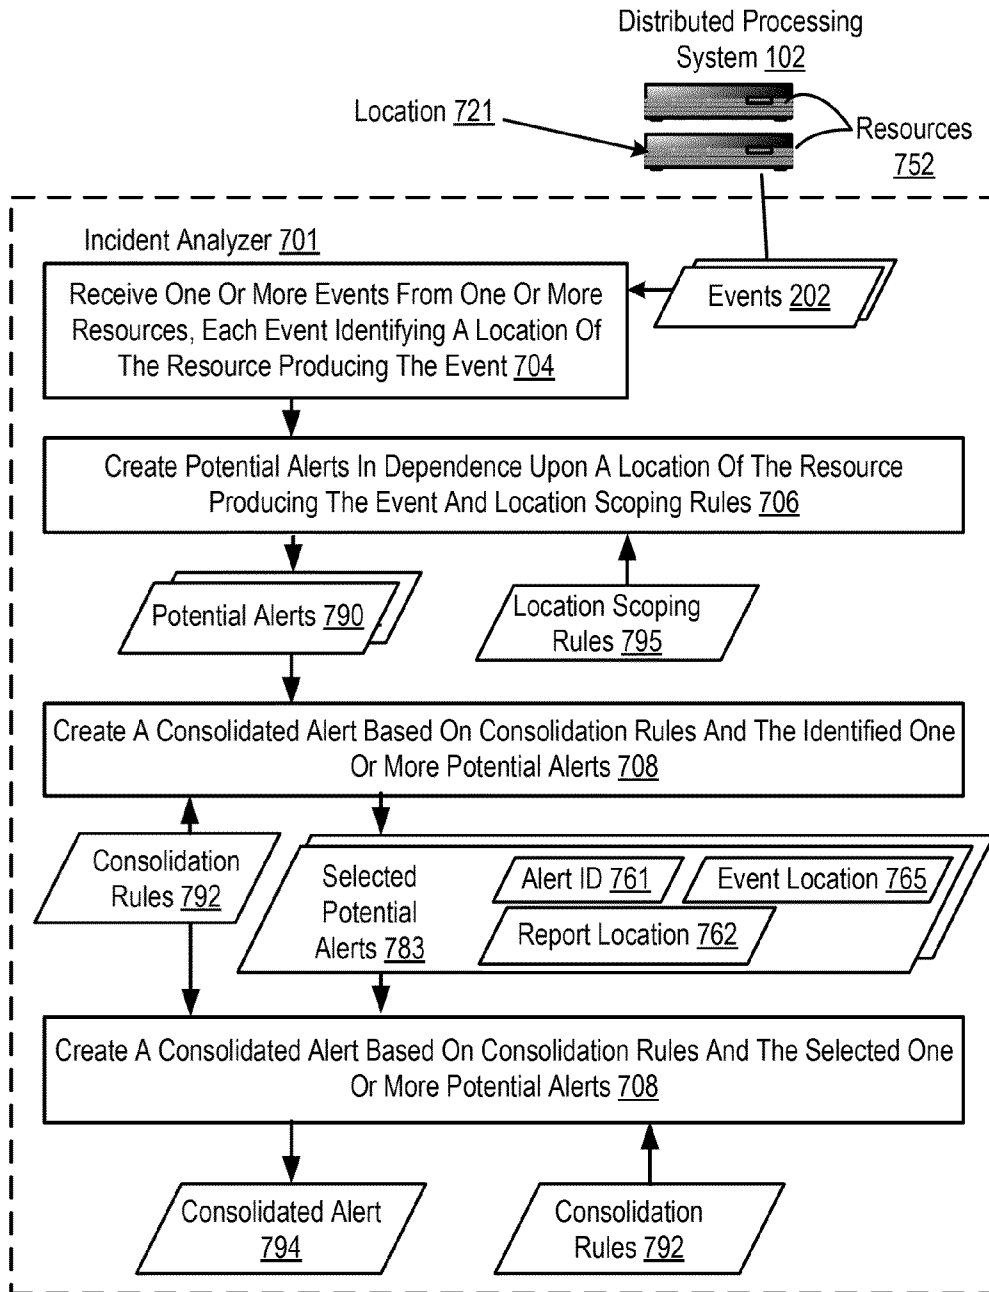 Distributed Processing
System 102
Location 721
Resources
752
Incident Analyzer 701
Receive One Or More Events From One Or More
Resources, Each Event Identifying A Location Of
The Resource Producing The Event 704
Events 202
Create Potential Alerts In Dependence Upon A Location Of The Resource
Producing The Event And Location Scoping Rules 706
Potential Alerts 790
Location Scoping
Rules 795
Create A Consolidated Alert Based On Consolidation Rules And The Identified One
Or More Potential Alerts 708
Consolidation
Rules 792
Selected
Potential
Alerts 783
Alert ID 761
Event Location 765
Report Location 762
Create A Consolidated Alert Based On Consolidation Rules And The Selected One
Or More Potential Alerts 708
Consolidated Alert
794
Consolidation
Rules 792